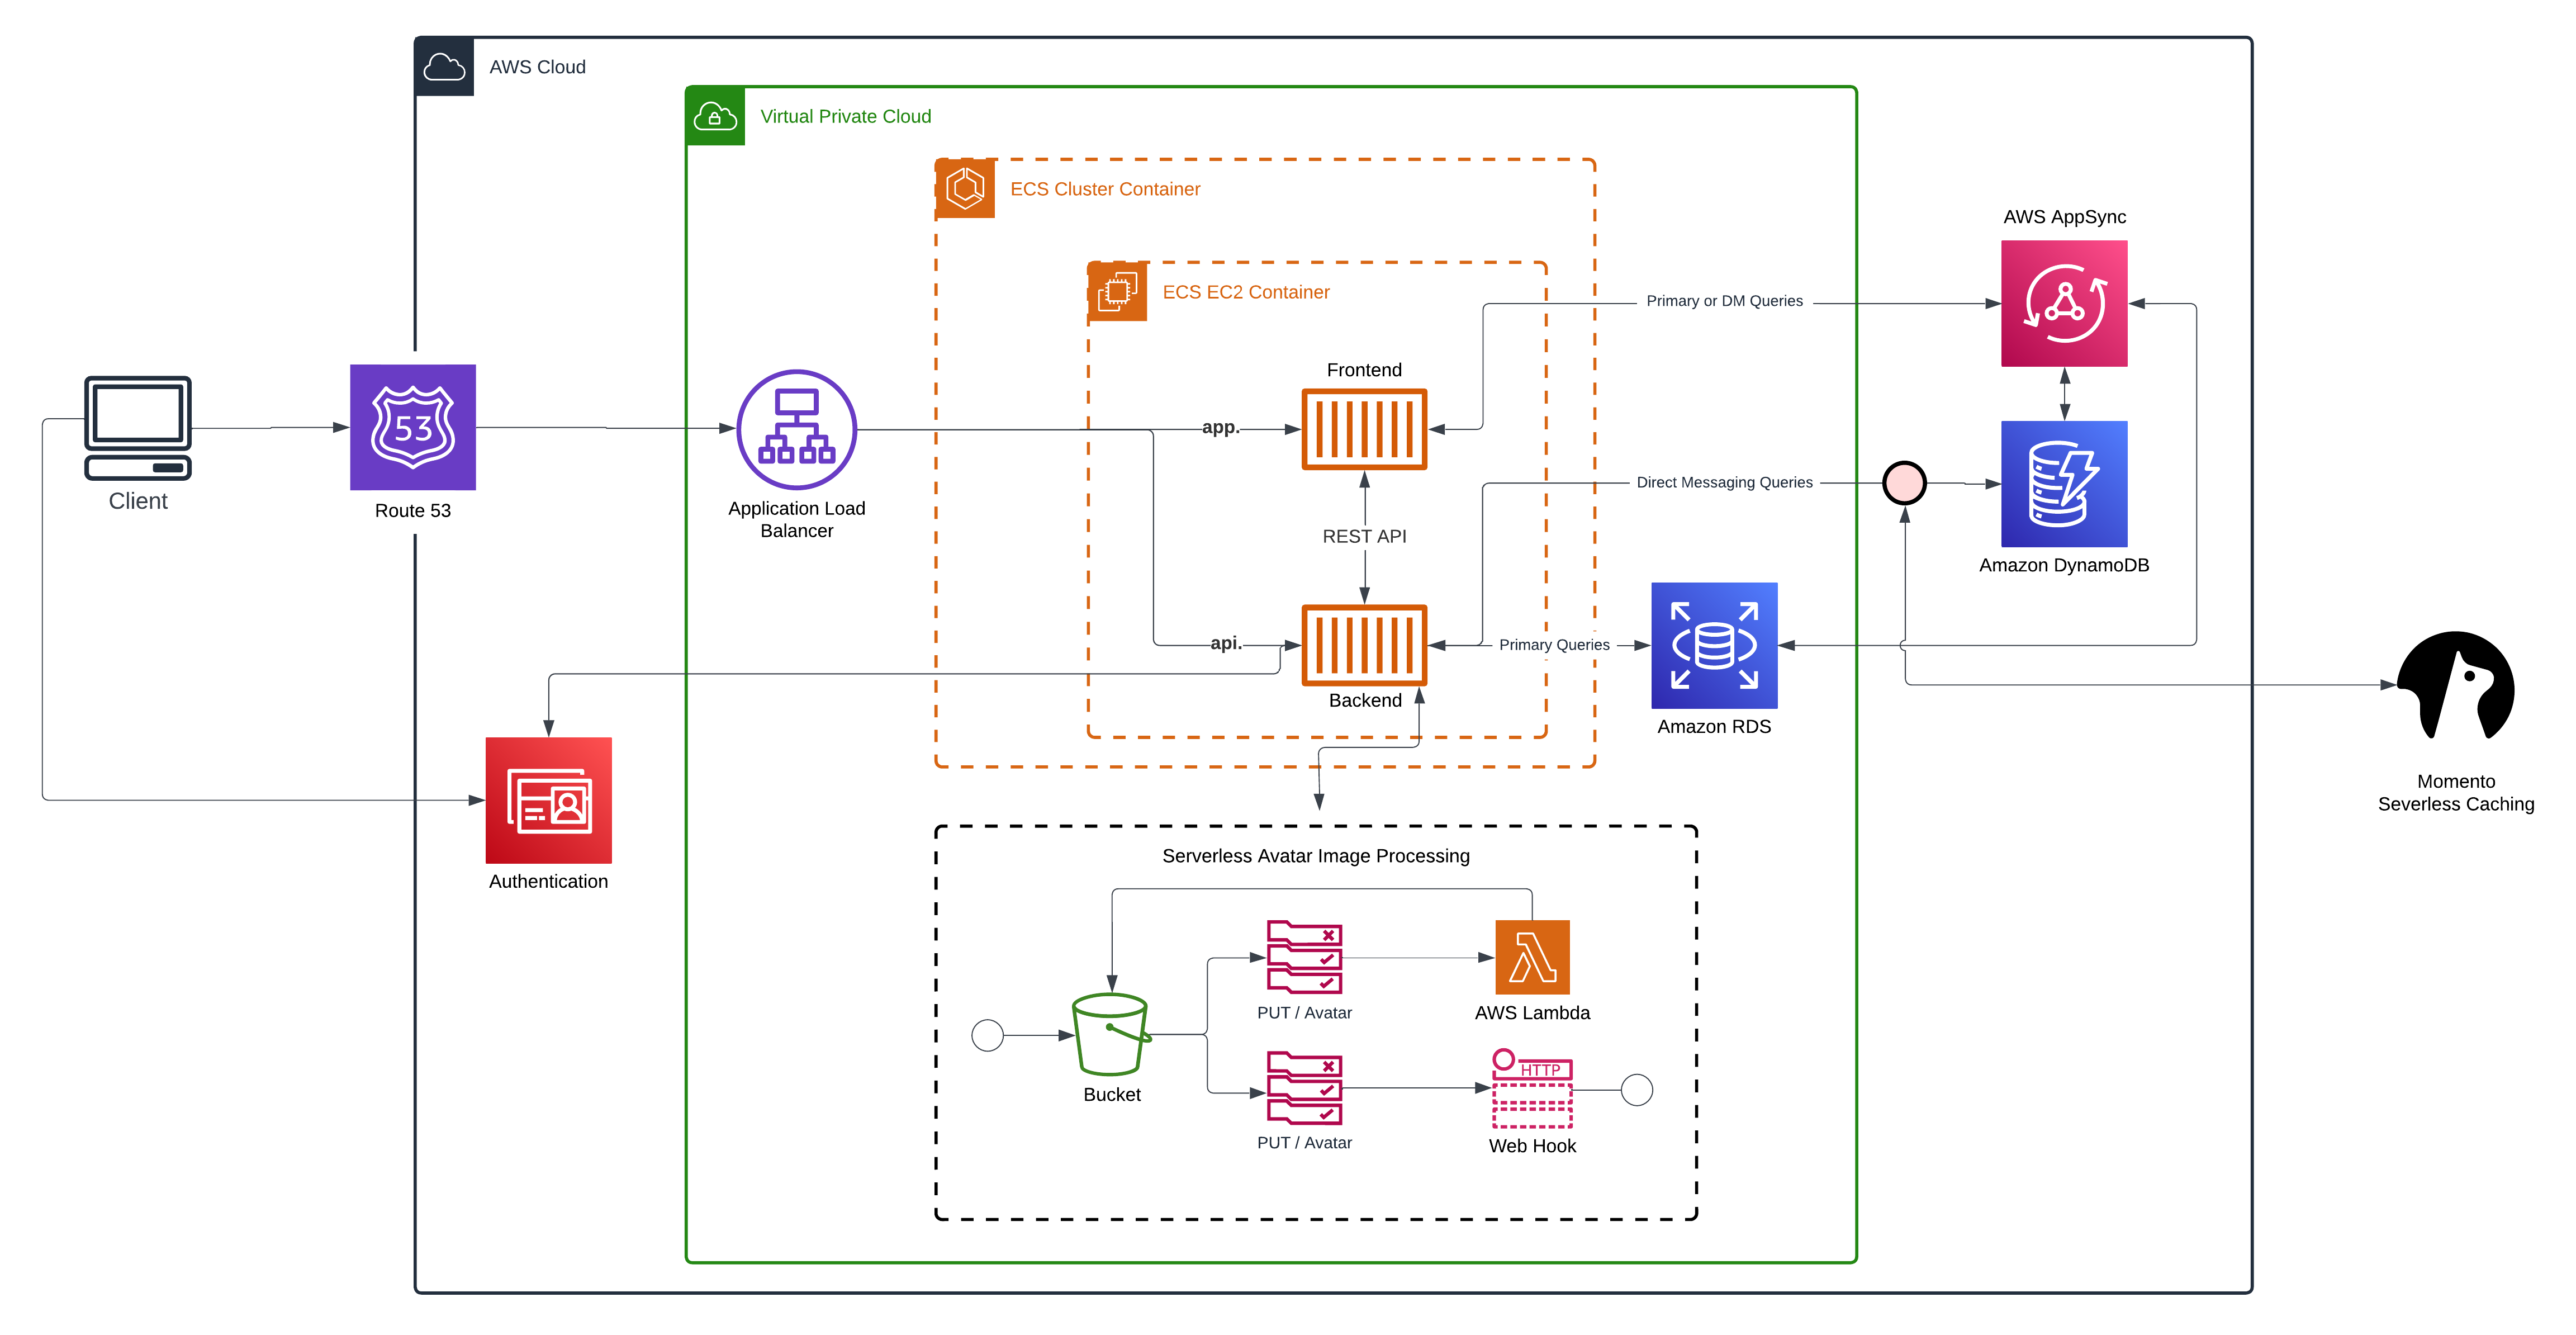 AWS Cloud
Virtual Private Cloud
ECS Cluster Container
ECS EC2 Container
AWS AppSync
Primary or DM Queries
Frontend
app.
53
Client
Route 53
Application Load
Balancer
REST API
Direct Messaging Queries
Amazon DynamoDB
api.
Primary Queries
Backend
Amazon RDS
Momento
Severless Caching
Authentication
Serverless Avatar Image Processing
PUT / Avatar
AWS Lambda
Bucket
HTTP
PUT / Avatar
Web Hook